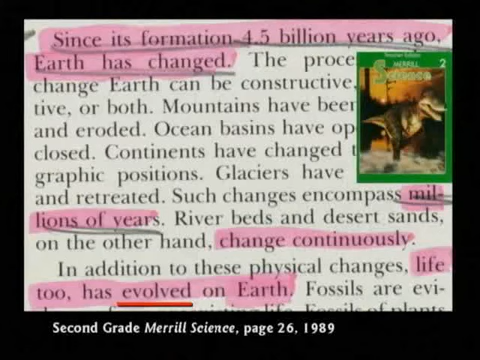 Since its formation 4.5 billion years ago,
Earth has changed. The proce
change Earth can be constructive,
tive, or both. Mountains have been
and eroded. Ocean basins have op
closed. Continents have changed
graphic positions. Glaciers have
and retreated. Such changes encompass mil-
lions of years. River beds and desert sands,
on the other hand, change continuously.
In addition to these physical changes, life
too, has evolved on Earth. Fossils are evi-
Teacher Edition
MERRILL 2
Science
Second Grade Merrill Science, page 26, 1989